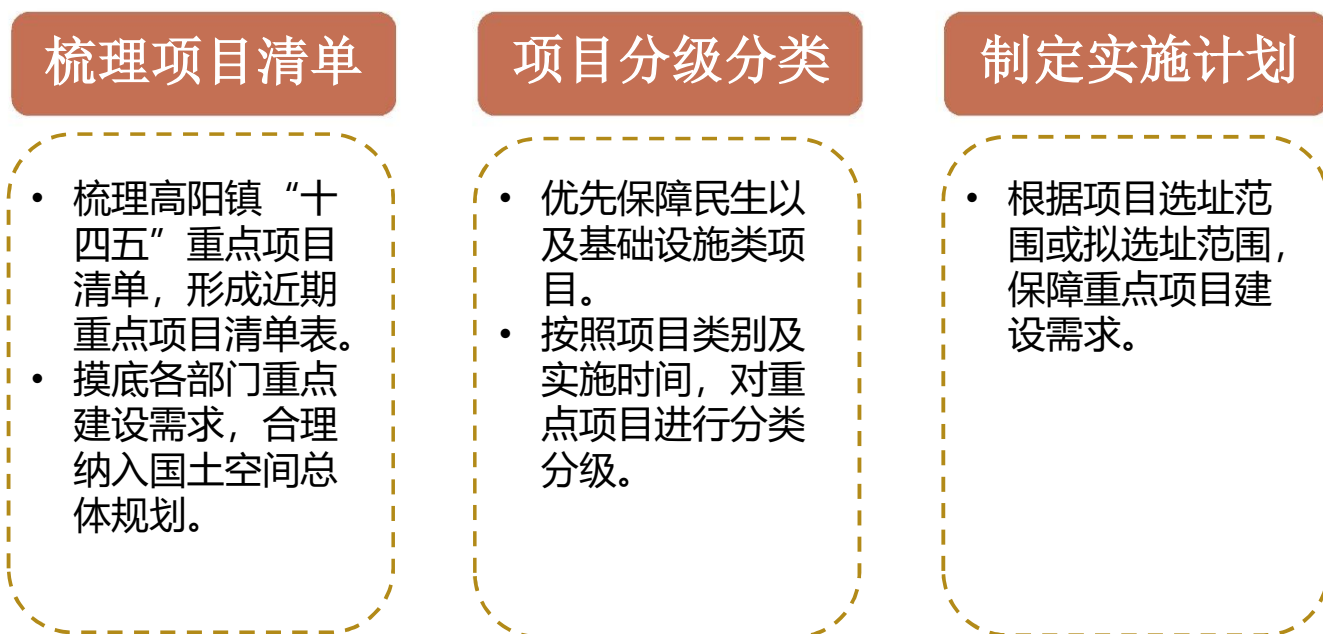 梳理项目清单
• 梳理高阳镇“十
四五”重点项目
清单，形成近期
重点项目清单表。
• 摸底各部门重点
建设需求，合理
纳入国土空间总
体规划。
项目分级分类
• 优先保障民生以
及基础设施类项
目。
• 按照项目类别及
实施时间，对重
点项目进行分类
分级。
制定实施计划
• 根据项目选址范
围或拟选址范围，
保障重点项目建
设需求。